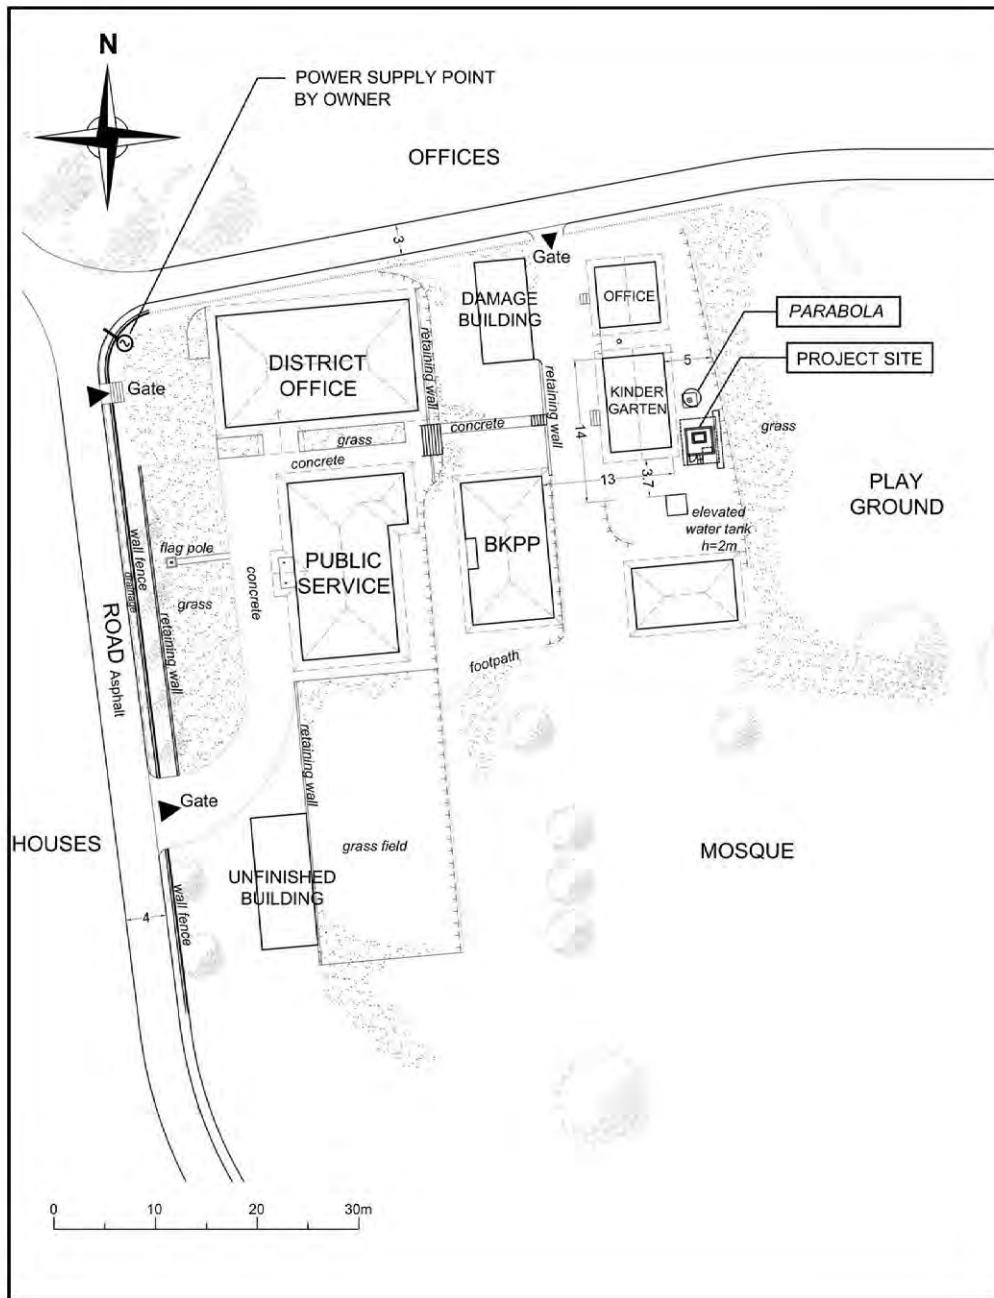 N
POWER SUPPLY POINT
BY OWNER
OFFICES
3
Gate
DAMAGE
BUILDING
OFFICE
PARABOLA
PROJECT SITE
5
DISTRICT
OFFICE
retaining wall
retaining wall
KINDER
GARTEN
Gate
grass
concrete
concrete
grass
14
13
3.7
PLAY
GROUND
elevated
water tank
h=2m
BKPP
PUBLIC
SERVICE
flag pole
grass
concrete
wall fence
drainage
retaining wall
ROAD Asphalt
footpath
retaining wall
Gate
HOUSES
grass field
MOSQUE
UNFINISHED
BUILDING
wall fence
4
0 10 20 30m